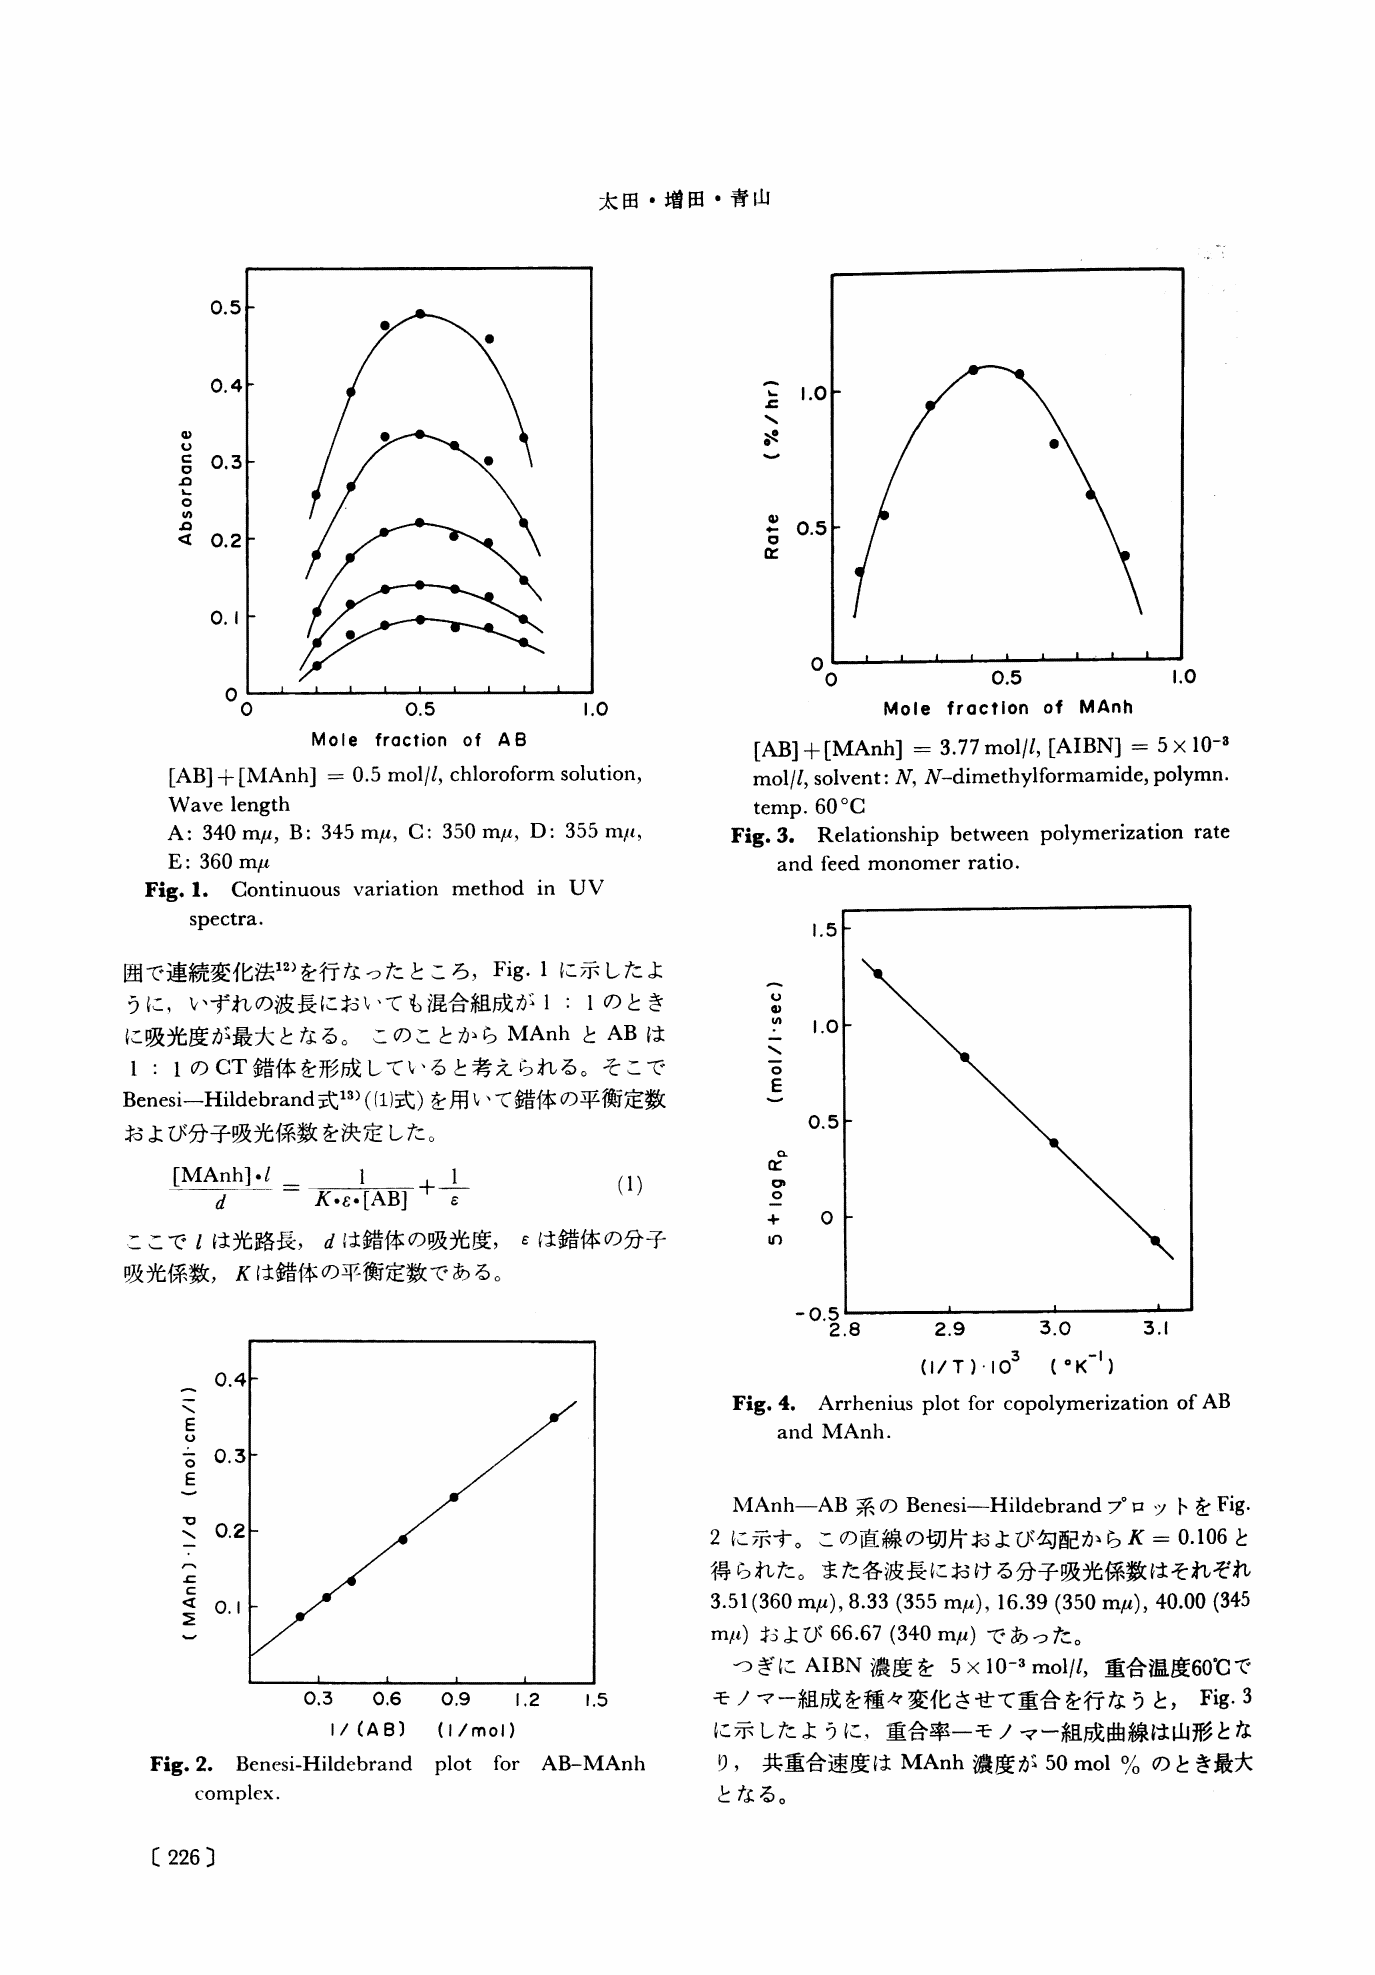 太田・増田・青山
0.5
0.4
0.3
0.2
0.1
0
Absorbance
0 0.5 1.0
Mole fraction of AB
[AB]+[MAnh] = 0.5 mol/l, chloroform solution,
Wave length
A: 340 mμ, B: 345 mμ, C: 350 mμ, D: 355 mμ,
E: 360 mμ
Fig. 1. Continuous variation method in UV
spectra.
囲で連続変化法¹²⁾を行なったところ, Fig. 1 に示したよ
うに, いずれの波長においても混合組成が 1 : 1 のとき
に吸光度が最大となる。 このことから MAnh と AB は
1 : 1 の CT 錯体を形成していると考えられる。そこで
Benesi—Hildebrand式¹³⁾((1)式) を用いて錯体の平衡定数
および分子吸光係数を決定した。
[MAnh]•l / d = 1 / K•ε•[AB] + 1 / ε (1)
ここで l は光路長, d は錯体の吸光度, ε は錯体の分子
吸光係数, K は錯体の平衡定数である。
0.4
0.3
0.2
0.1
(MAnh)·l/d (mol·cm/l)
0.3 0.6 0.9 1.2 1.5
1/(AB) (l/mol)
Fig. 2. Benesi-Hildebrand plot for AB–MAnh
complex.
〔226〕
1.0
0.5
0
Rate (%/hr)
0 0.5 1.0
Mole fraction of MAnh
[AB]+[MAnh] = 3.77 mol/l, [AIBN] = 5×10⁻³
mol/l, solvent: N, N–dimethylformamide, polymn.
temp. 60°C
Fig. 3. Relationship between polymerization rate
and feed monomer ratio.
1.5
1.0
0.5
0
-0.5
5 + log Rp (mol/l·sec)
2.8 2.9 3.0 3.1
(1/T)·10³ (°K⁻¹)
Fig. 4. Arrhenius plot for copolymerization of AB
and MAnh.
MAnh—AB 系の Benesi—Hildebrand プロットを Fig.
2 に示す。この直線の切片および勾配から K = 0.106 と
得られた。また各波長における分子吸光係数はそれぞれ
3.51(360 mμ), 8.33 (355 mμ), 16.39 (350 mμ), 40.00 (345
mμ) および 66.67 (340 mμ) であった。
つぎに AIBN 濃度を 5×10⁻³ mol/l, 重合温度60℃で
モノマー組成を種々変化させて重合を行なうと, Fig. 3
に示したように, 重合率—モノマー組成曲線は山形とな
り, 共重合速度は MAnh 濃度が 50 mol % のとき最大
となる。